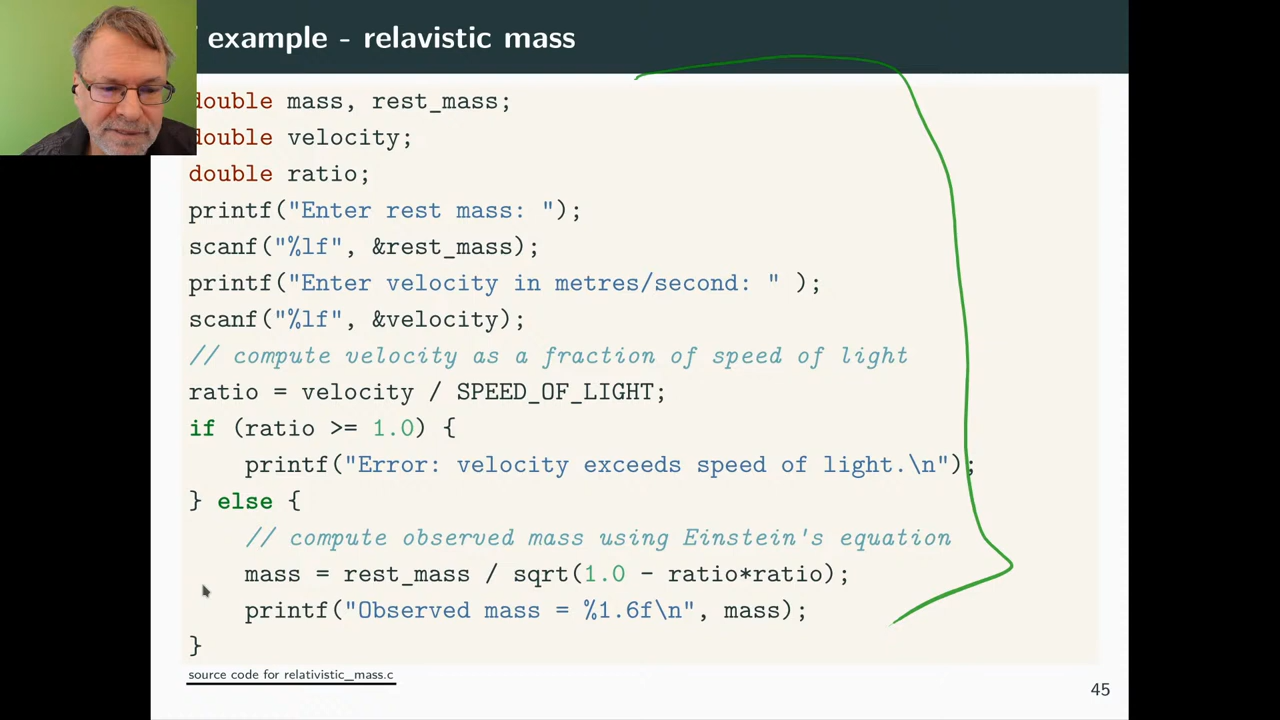 example - relavistic mass
double mass, rest_mass;
double velocity;
double ratio;
printf("Enter rest mass: ");
scanf("%lf", &rest_mass);
printf("Enter velocity in metres/second: " );
scanf("%lf", &velocity);
// compute velocity as a fraction of speed of light
ratio = velocity / SPEED_OF_LIGHT;
if (ratio >= 1.0) {
    printf("Error: velocity exceeds speed of light.\n");
} else {
    // compute observed mass using Einstein's equation
    mass = rest_mass / sqrt(1.0 - ratio*ratio);
    printf("Observed mass = %1.6f\n", mass);
}
source code for relativistic_mass.c
45